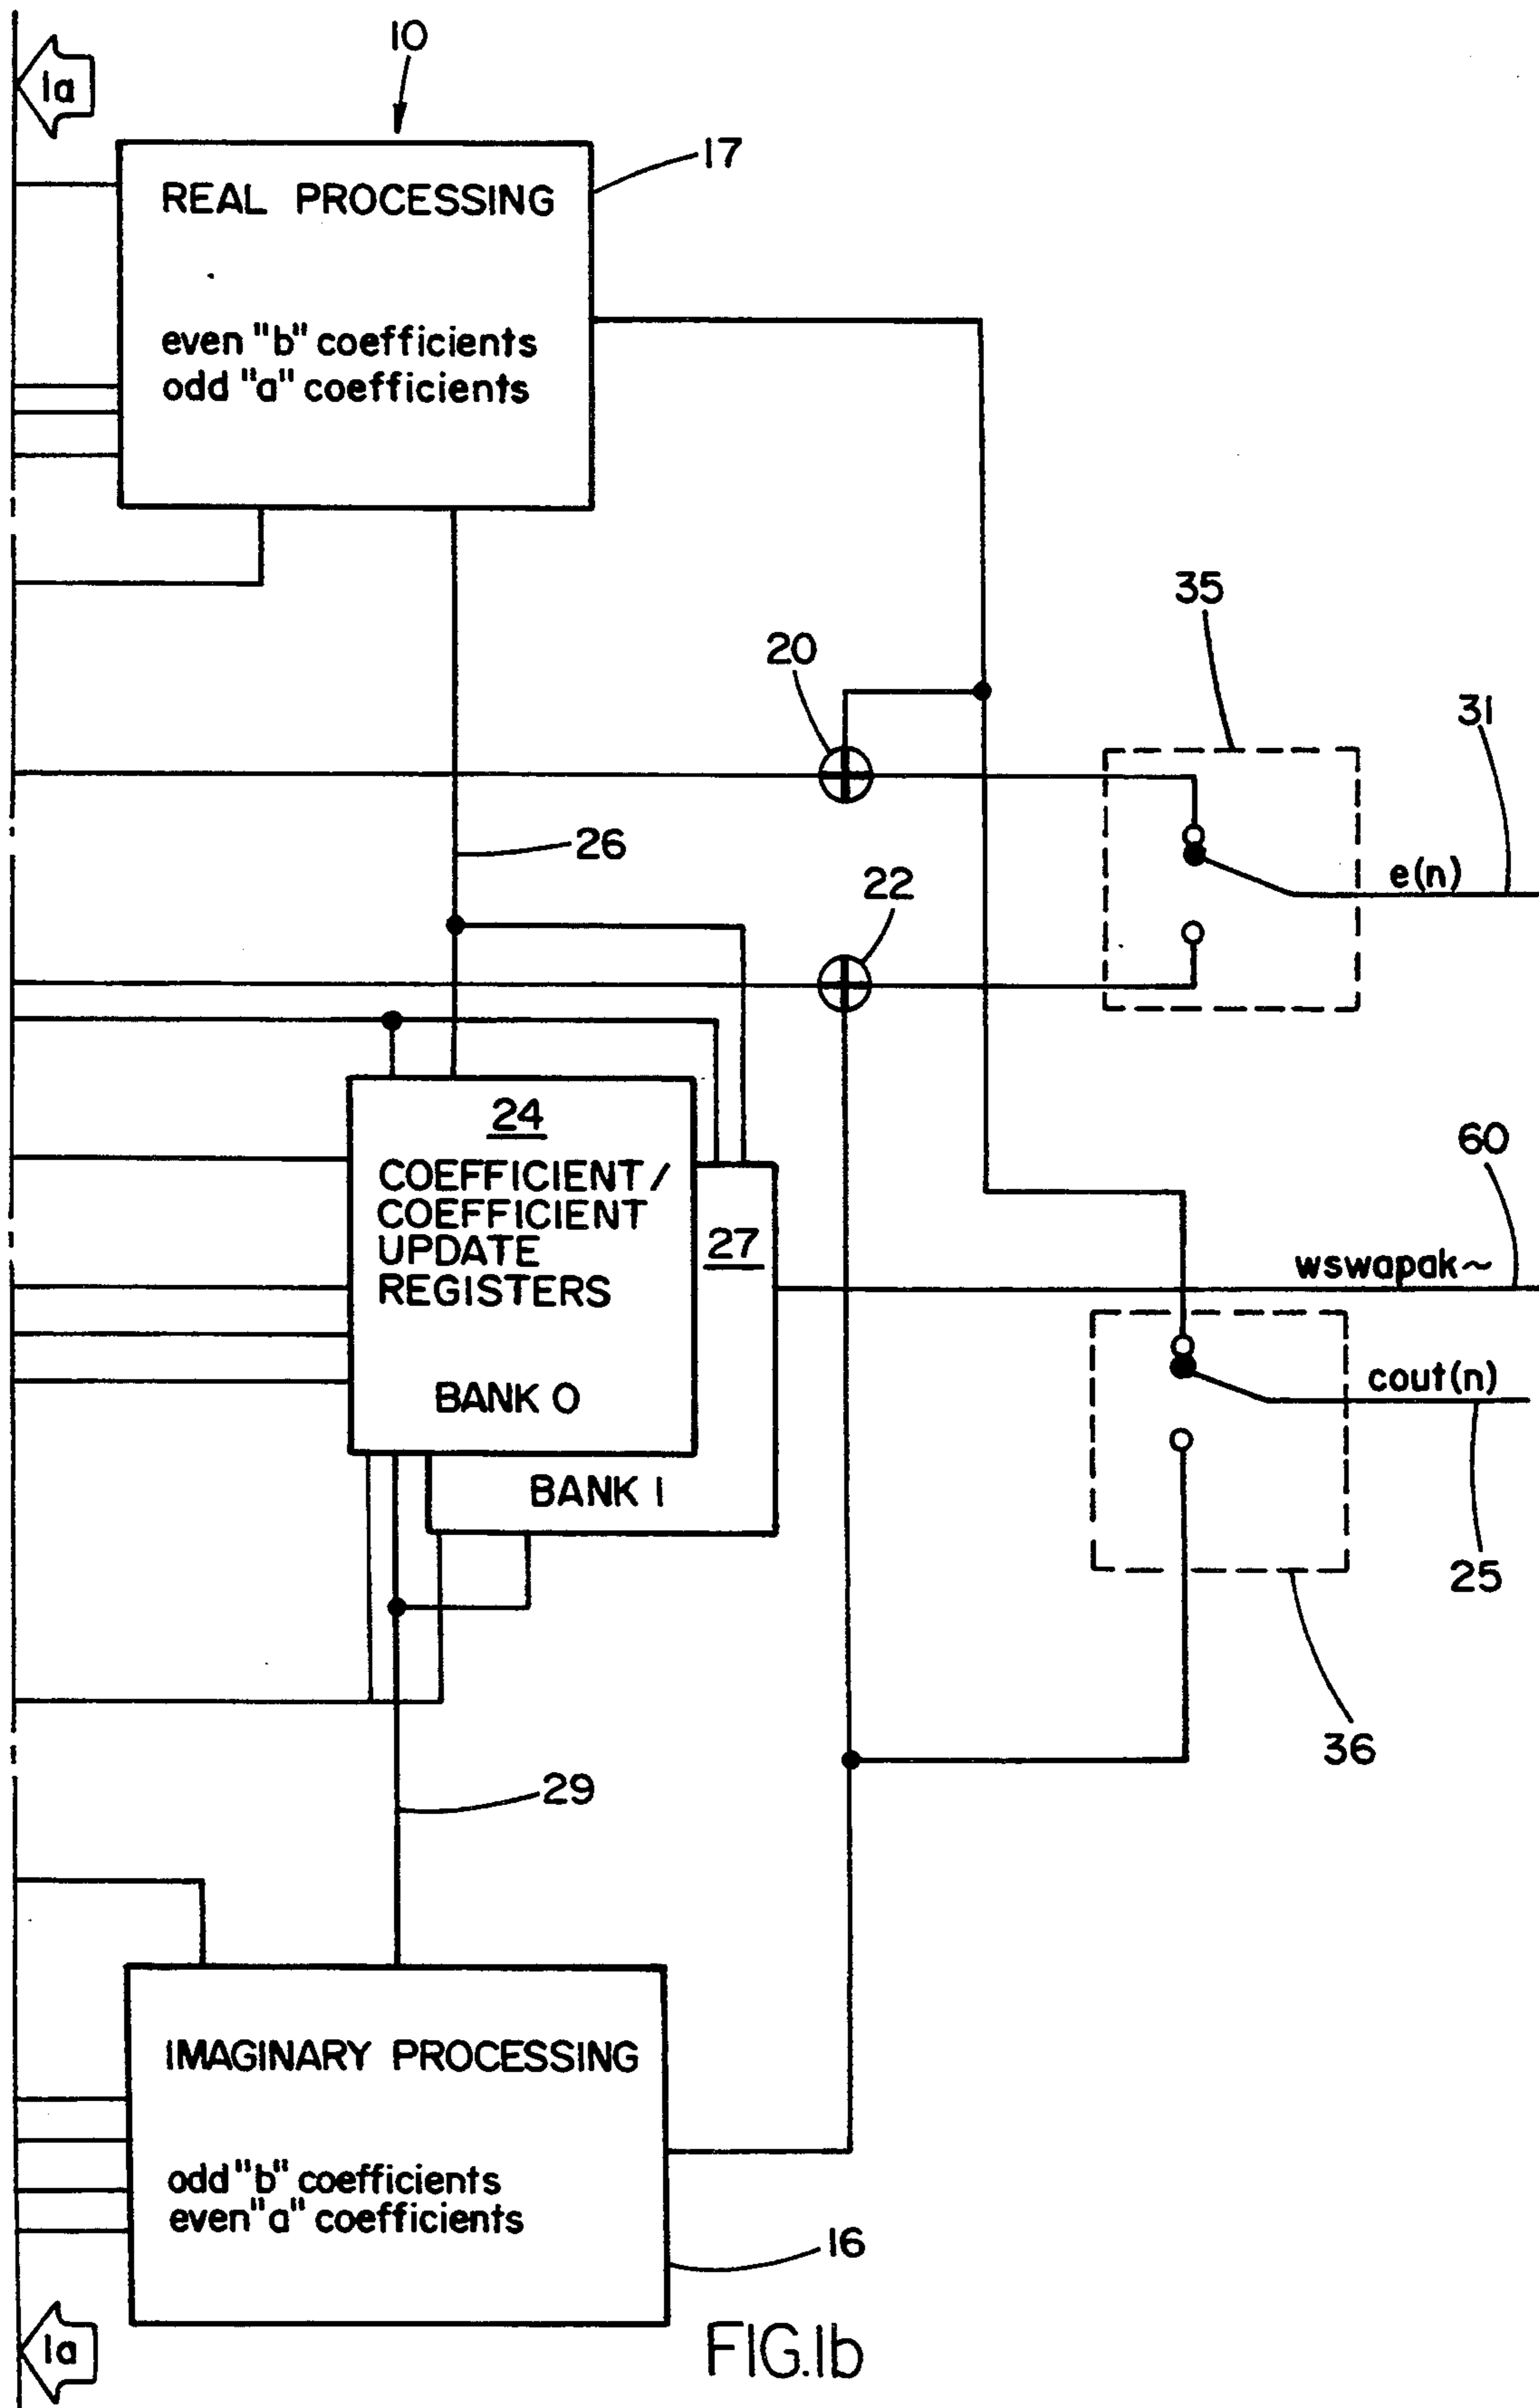 10
1a
17
REAL PROCESSING
even "b" coefficients
odd "a" coefficients
35
20
31
26
e(n)
22
24
COEFFICIENT/
COEFFICIENT
UPDATE
REGISTERS
27
60
wswapak~
BANK 0
cout(n)
BANK 1
25
36
29
IMAGINARY PROCESSING
odd "b" coefficients
even "a" coefficients
16
1a
FIG.1b